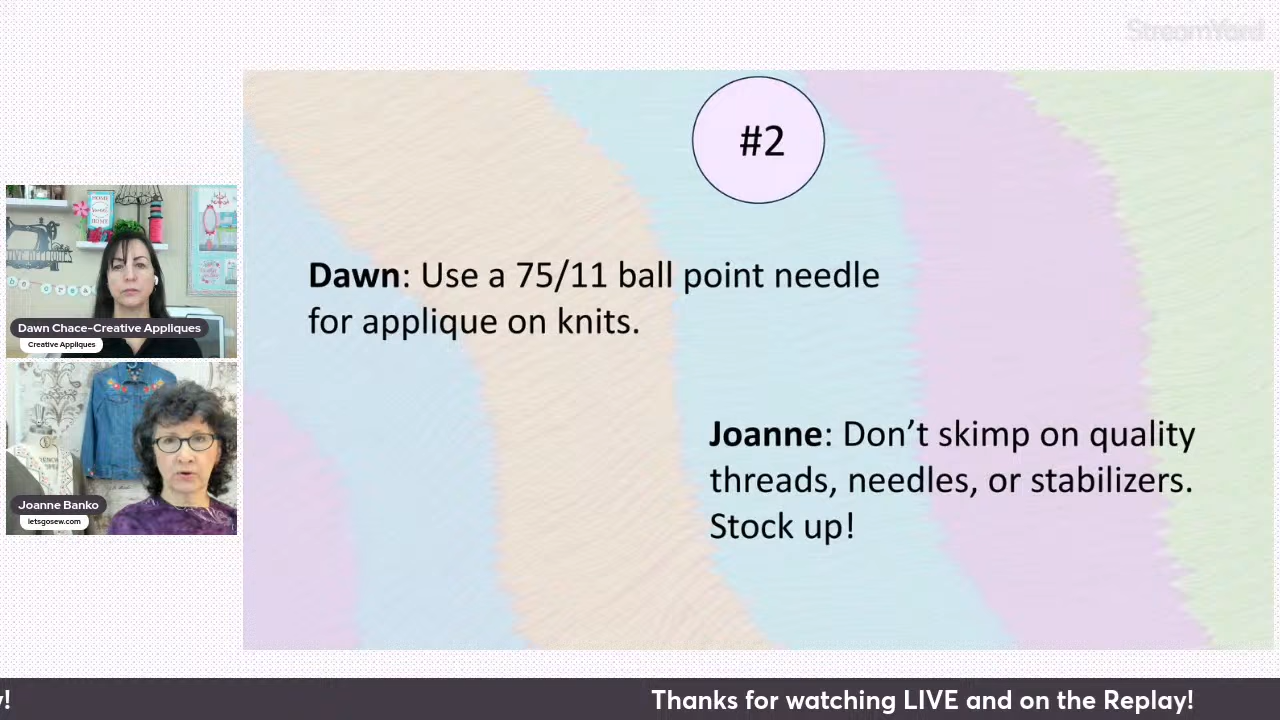 StreamYard
#2
Dawn: Use a 75/11 ball point needle
for applique on knits.
Joanne: Don’t skimp on quality
threads, needles, or stabilizers.
Stock up!
Dawn Chace-Creative Appliques
Creative Appliques
Joanne Banko
letsgosew.com
y!
Thanks for watching LIVE and on the Replay!